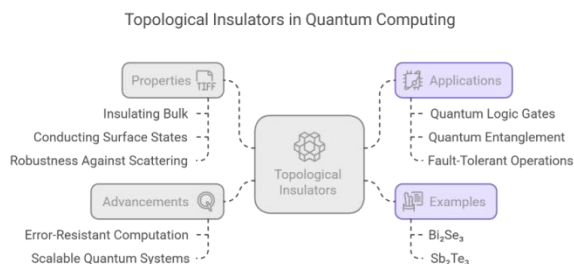 Topological Insulators in Quantum Computing
Properties
TIFF
Insulating Bulk
Conducting Surface States
Robustness Against Scattering
Advancements
Error-Resistant Computation
Scalable Quantum Systems
Topological
Insulators
Applications
Quantum Logic Gates
Quantum Entanglement
Fault-Tolerant Operations
Examples
Bi₂Se₃
Sb₂Te₃